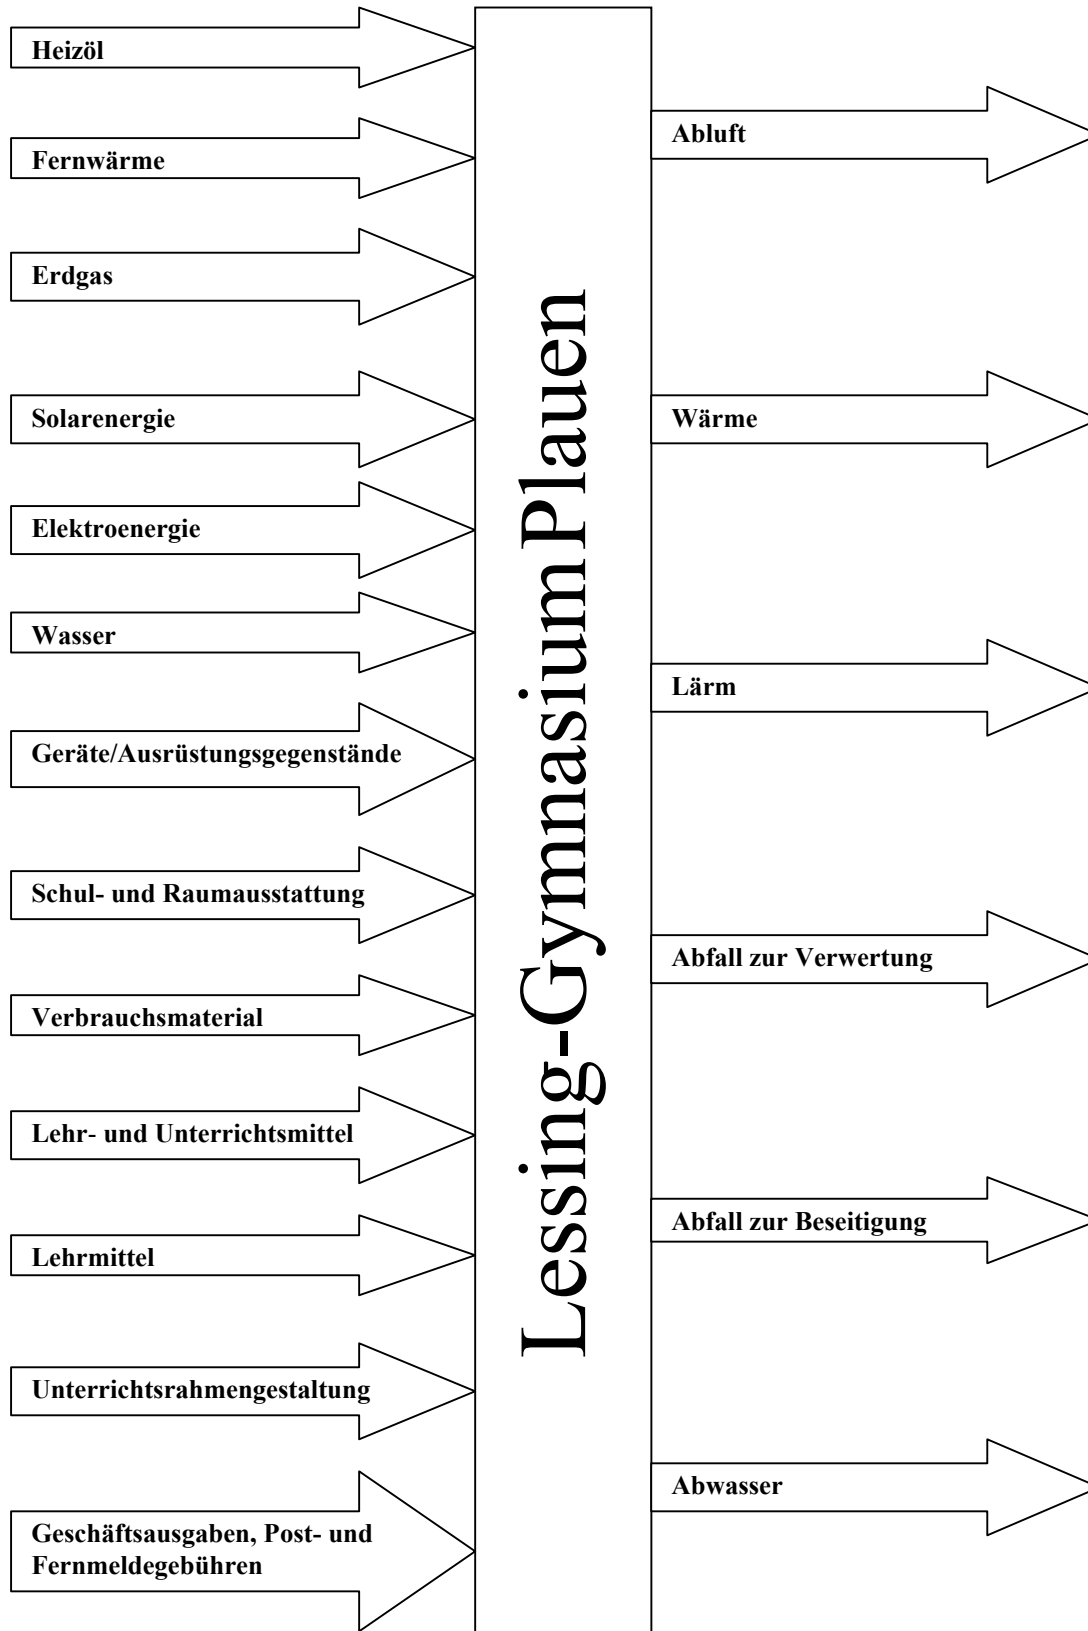 Heizöl
Fernwärme
Erdgas
Solarenergie
Elektroenergie
Wasser
Geräte/Ausrüstungsgegenstände
Schul- und Raumausstattung
Verbrauchsmaterial
Lehr- und Unterrichtsmittel
Lehrmittel
Unterrichtsrahmengestaltung
Geschäftsausgaben, Post- und
Fernmeldegebühren
Lessing-Gymnasium Plauen
Abluft
Wärme
Lärm
Abfall zur Verwertung
Abfall zur Beseitigung
Abwasser